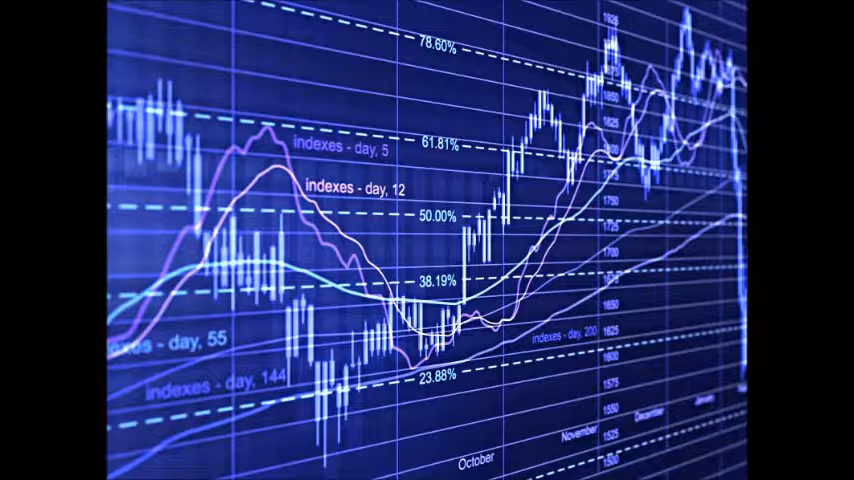 78.60%
indexes - day, 5
61.81%
indexes - day, 12
50.00%
38.19%
indexes - day, 55
indexes - day, 144
23.88%
indexes - day, 200
October
November
December
January
1925
1850
1825
1750
1725
1700
1675
1650
1625
1600
1575
1550
1525
1500